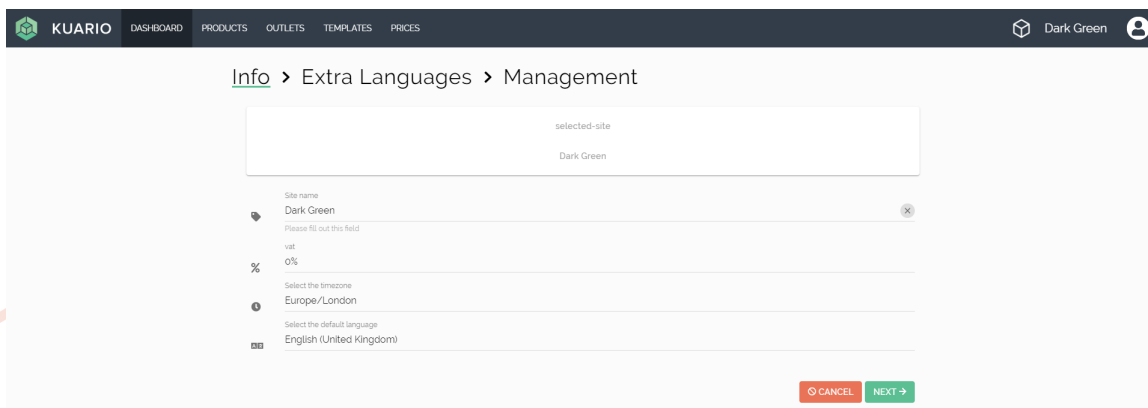 KUARIO DASHBOARD PRODUCTS OUTLETS TEMPLATES PRICES Dark Green
Info > Extra Languages > Management
selected-site
Dark Green
Site name
Dark Green
Please fill out this field
vat
0%
Select the timezone
Europe/London
Select the default language
English (United Kingdom)
CANCEL NEXT →